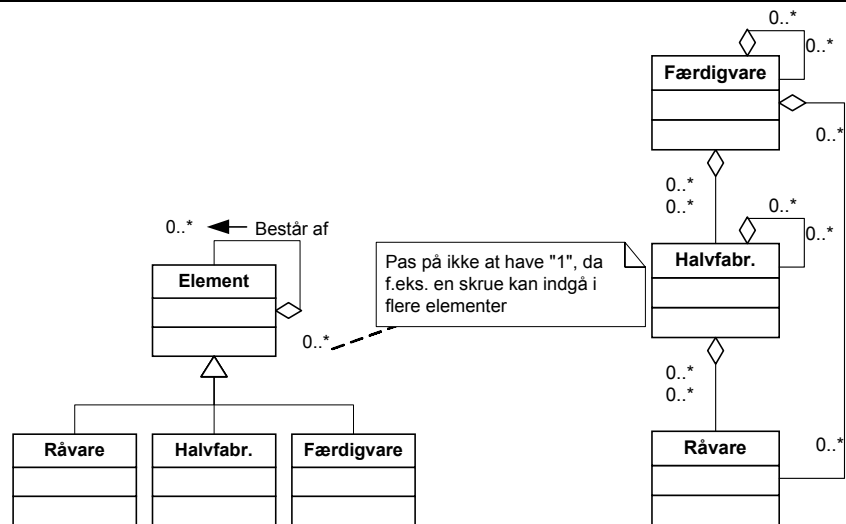 0..*
0..*
Færdigvare
0..*
0..*
0..*
0..*
0..*
Halvfabr.
0..*
0..*
Råvare
0..*
0..* Består af
Element
0..*
Pas på ikke at have "1", da
f.eks. en skrue kan indgå i
flere elementer
Råvare
Halvfabr.
Færdigvare